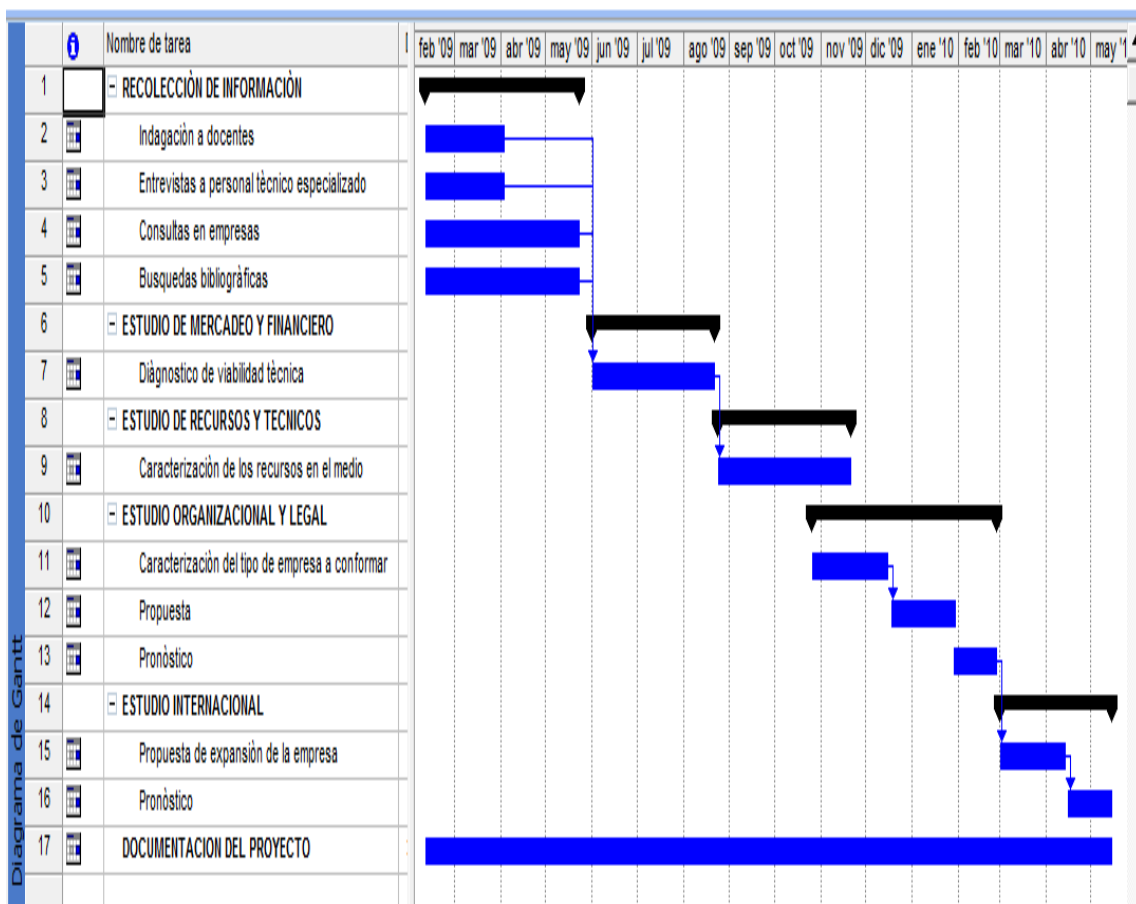 Nombre de tarea
feb '09 mar '09 abr '09 may '09 jun '09 jul '09 ago '09 sep '09 oct '09 nov '09 dic '09 ene '10 feb '10 mar '10 abr '10 may '1
1 RECOLECCIÒN DE INFORMACIÒN
2 Indagaciòn a docentes
3 Entrevistas a personal tècnico especializado
4 Consultas en empresas
5 Busquedas bibliogràficas
6 ESTUDIO DE MERCADEO Y FINANCIERO
7 Diàgnostico de viabilidad tècnica
8 ESTUDIO DE RECURSOS Y TECNICOS
9 Caracterizaciòn de los recursos en el medio
10 ESTUDIO ORGANIZACIONAL Y LEGAL
11 Caracterizaciòn del tipo de empresa a conformar
12 Propuesta
13 Pronòstico
14 ESTUDIO INTERNACIONAL
15 Propuesta de expansiòn de la empresa
16 Pronòstico
17 DOCUMENTACION DEL PROYECTO
Diagrama de Gantt